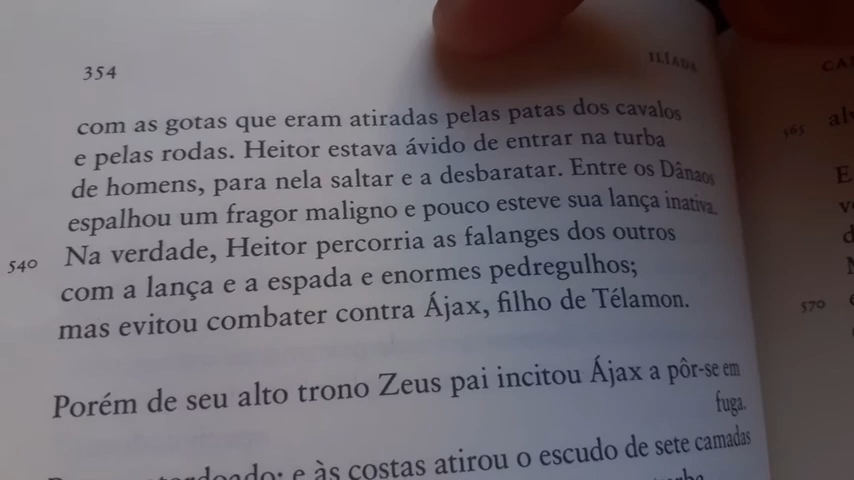 354
ILÍADA
com as gotas que eram atiradas pelas patas dos cavalos
e pelas rodas. Heitor estava ávido de entrar na turba
de homens, para nela saltar e a desbaratar. Entre os Dânaos
espalhou um fragor maligno e pouco esteve sua lança inativa.
540 Na verdade, Heitor percorria as falanges dos outros
com a lança e a espada e enormes pedregulhos;
mas evitou combater contra Ájax, filho de Télamon.
Porém de seu alto trono Zeus pai incitou Ájax a pôr-se em
fuga.
e às costas atirou o escudo de sete camadas
565
570